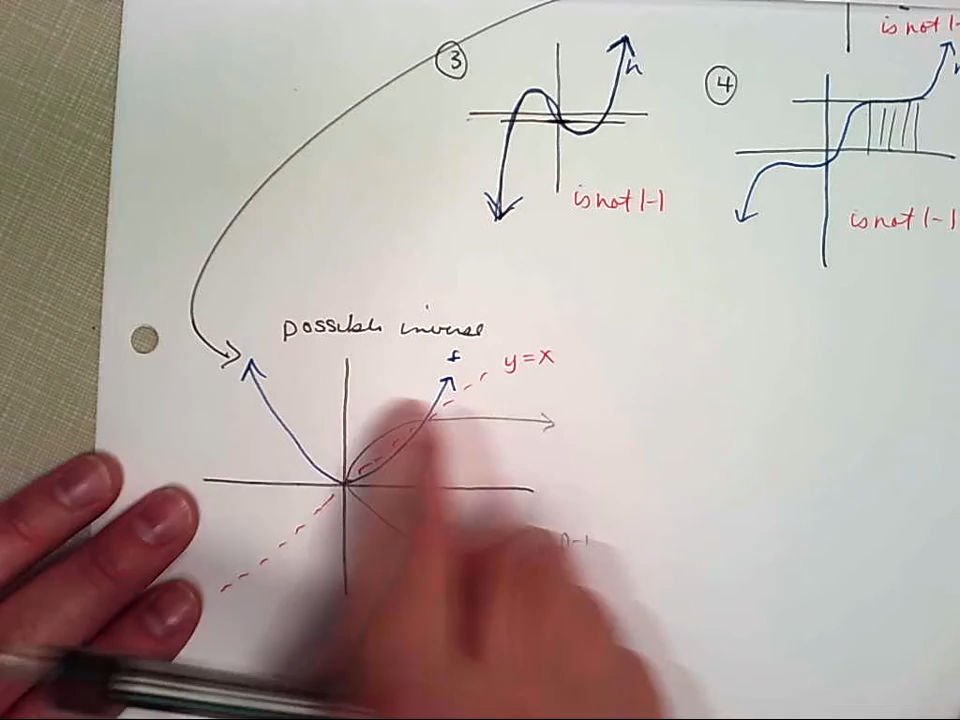 is not 1-
③
h
④
is not 1-1
is not 1-1
possible inverse
f
y=x